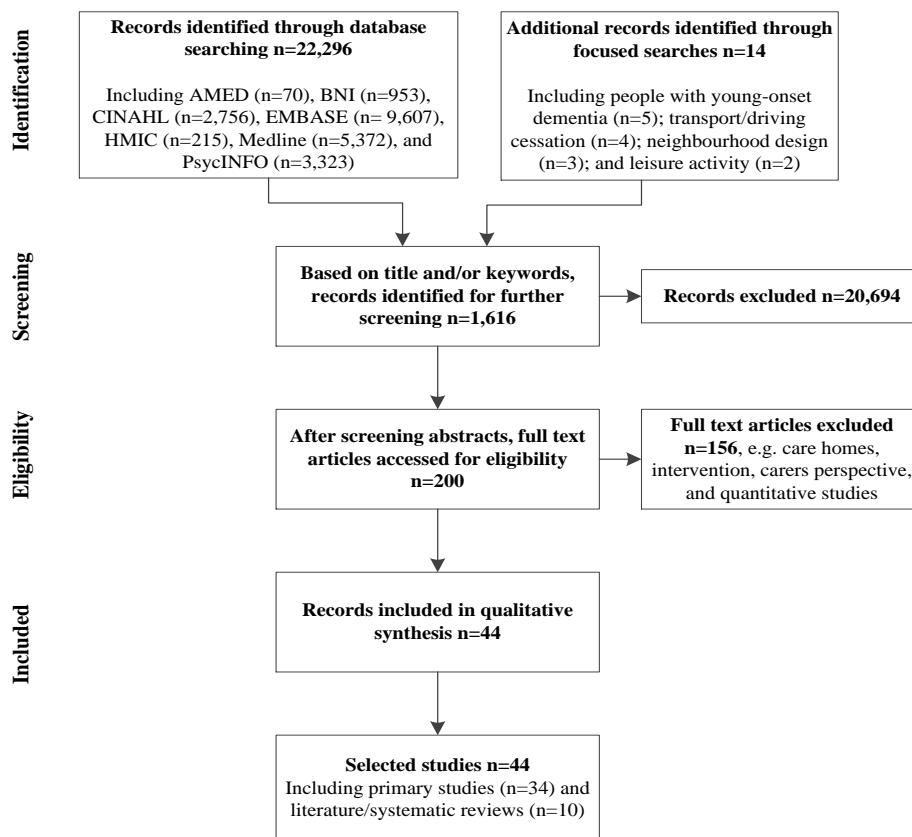 Identification
Records identified through database
searching n=22,296
Including AMED (n=70), BNI (n=953),
CINAHL (n=2,756), EMBASE (n= 9,607),
HMIC (n=215), Medline (n=5,372), and
PsycINFO (n=3,323)
Additional records identified through
focused searches n=14
Including people with young-onset
dementia (n=5); transport/driving
cessation (n=4); neighbourhood design
(n=3); and leisure activity (n=2)
Screening
Based on title and/or keywords,
records identified for further
screening n=1,616
Records excluded n=20,694
Eligibility
After screening abstracts, full text
articles accessed for eligibility
n=200
Full text articles excluded
n=156, e.g. care homes,
intervention, carers perspective,
and quantitative studies
Included
Records included in qualitative
synthesis n=44
Selected studies n=44
Including primary studies (n=34) and
literature/systematic reviews (n=10)